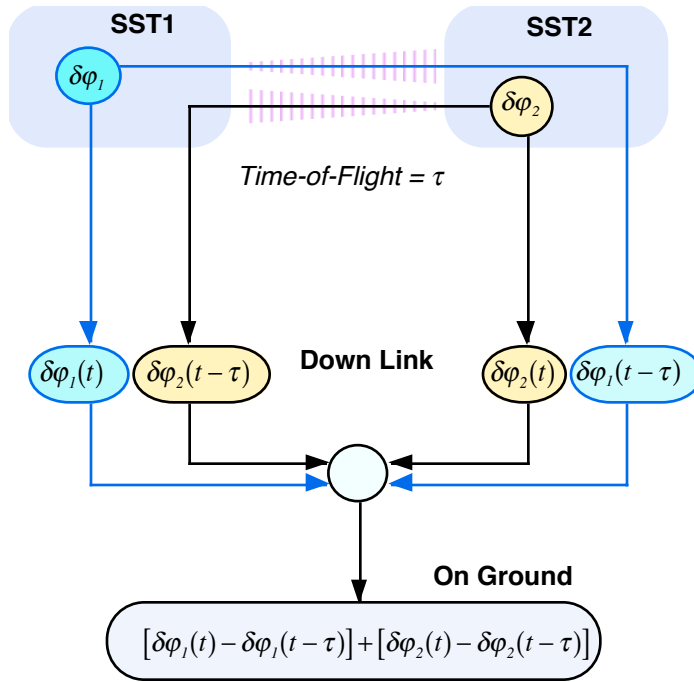 SST1 SST2
δφ₁
δφ₂
Time-of-Flight = τ
Down Link
δφ₁(t) δφ₂(t−τ) δφ₂(t) δφ₁(t−τ)
On Ground
[δφ₁(t)−δφ₁(t−τ)]+[δφ₂(t)−δφ₂(t−τ)]